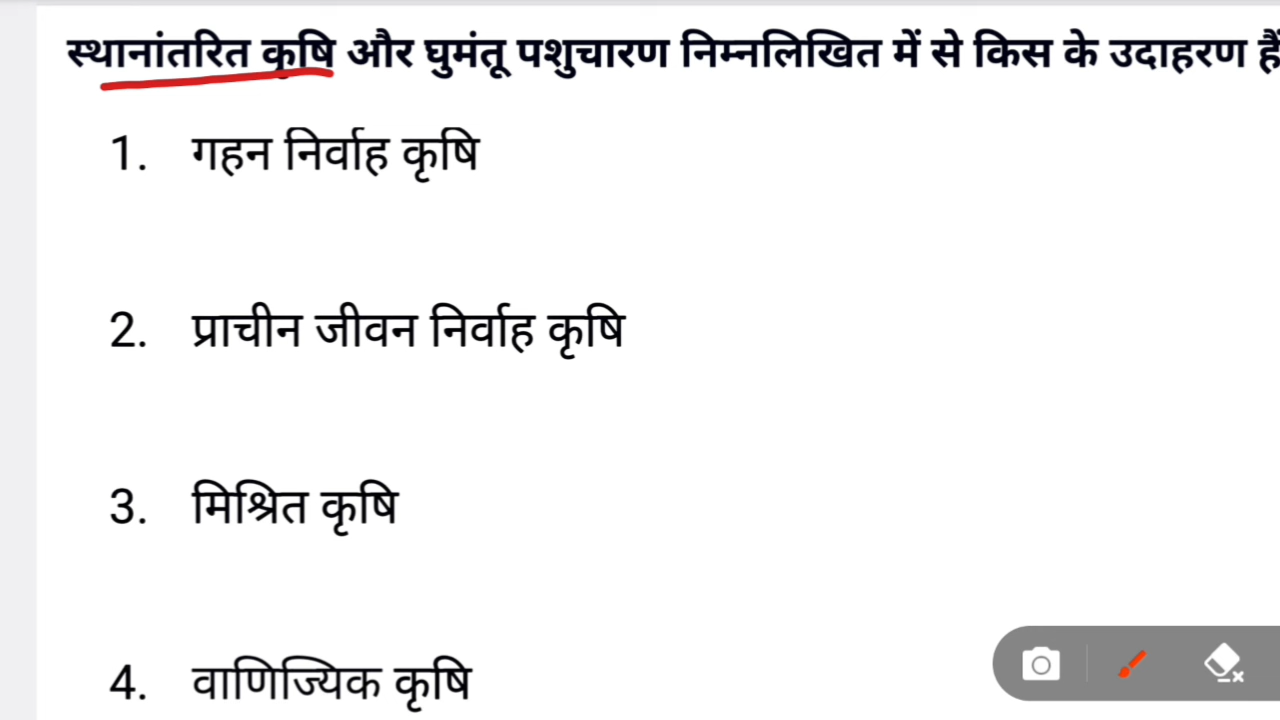 स्थानांतरित कृषि और घुमंतू पशुचारण निम्नलिखित में से किस के उदाहरण हैं
1. गहन निर्वाह कृषि
2. प्राचीन जीवन निर्वाह कृषि
3. मिश्रित कृषि
4. वाणिज्यिक कृषि